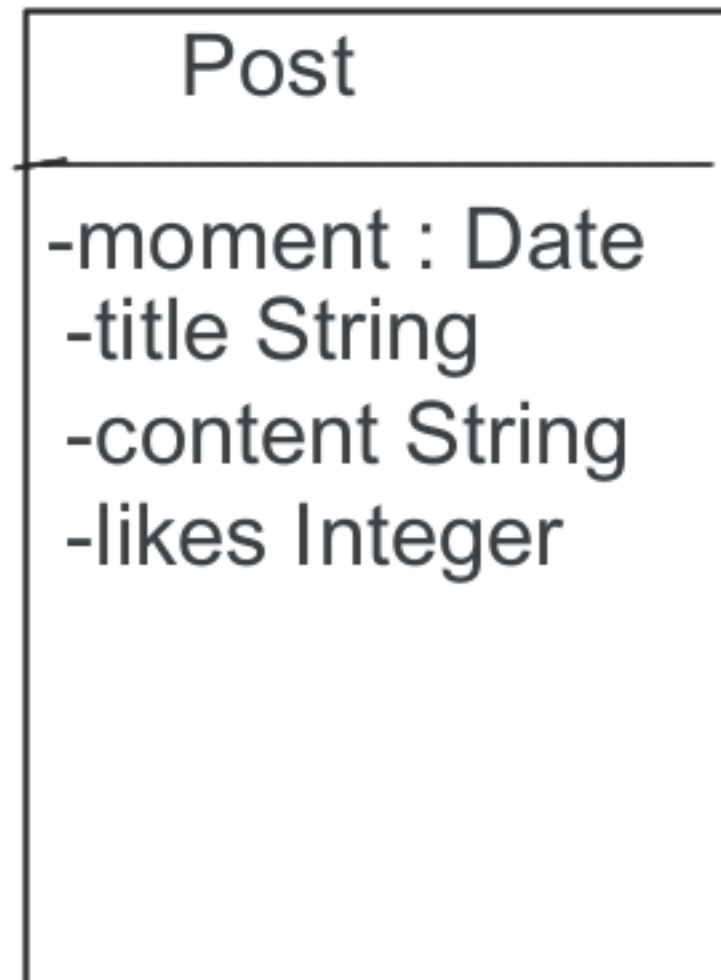 Post
-moment : Date
-title String
-content String
-likes Integer